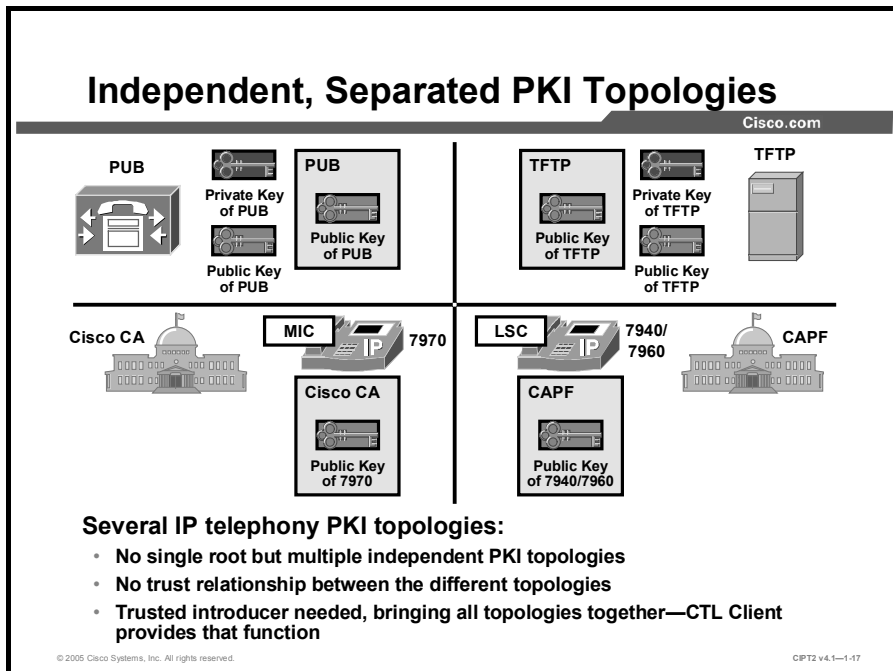 Independent, Separated PKI Topologies
Cisco.com
PUB
Private Key
of PUB
Public Key
of PUB
PUB
Public Key
of PUB
TFTP
Public Key
of TFTP
Private Key
of TFTP
Public Key
of TFTP
TFTP
Cisco CA
MIC
IP
7970
Cisco CA
Public Key
of 7970
LSC
IP
7940/
7960
CAPF
CAPF
Public Key
of 7940/7960
Several IP telephony PKI topologies:
• No single root but multiple independent PKI topologies
• No trust relationship between the different topologies
• Trusted introducer needed, bringing all topologies together—CTL Client
provides that function
© 2005 Cisco Systems, Inc. All rights reserved.
CIPT2 v4.1—1-17